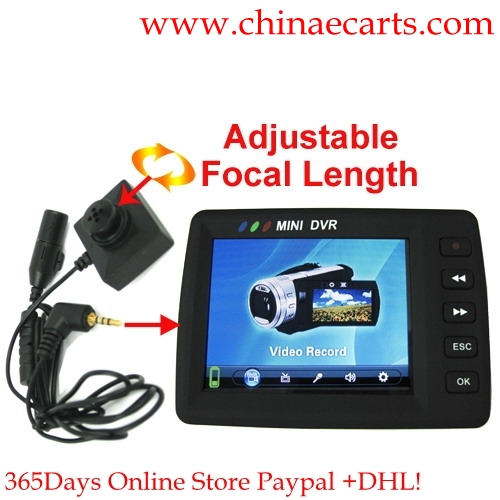 www.chinaecarts.com
Adjustable
Focal Length
MINI DVR
Video Record
ESC
OK
365Days Online Store Paypal +DHL!